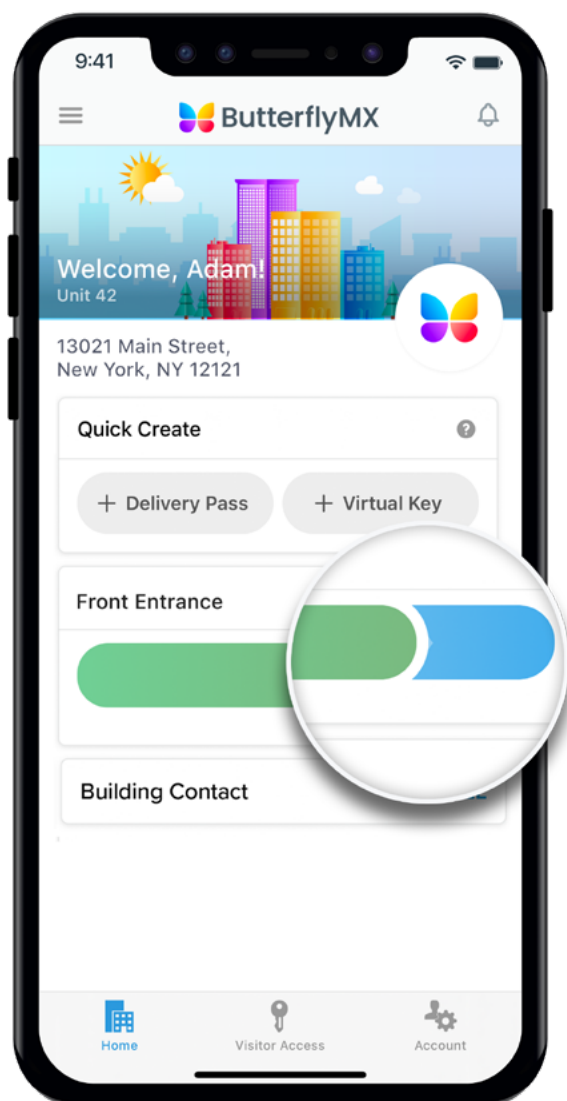 9:41
ButterflyMX
Welcome, Adam!
Unit 42
13021 Main Street,
New York, NY 12121
Quick Create
+ Delivery Pass
+ Virtual Key
Front Entrance
Building Contact
Home
Visitor Access
Account